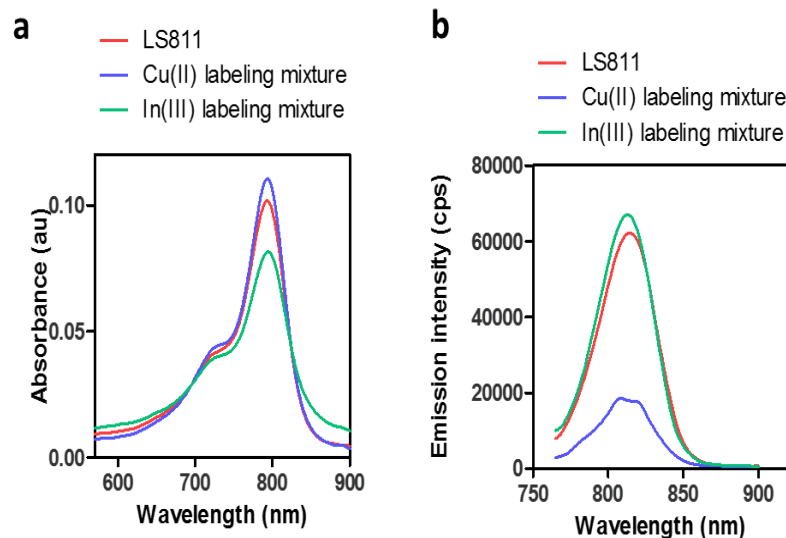 a
LS811
Cu(II) labeling mixture
In(III) labeling mixture
Absorbance (au)
0.10
0.05
0.00
600 700 800 900
Wavelength (nm)
b
LS811
Cu(II) labeling mixture
In(III) labeling mixture
Emission intensity (cps)
80000
60000
40000
20000
0
750 800 850 900
Wavelength (nm)